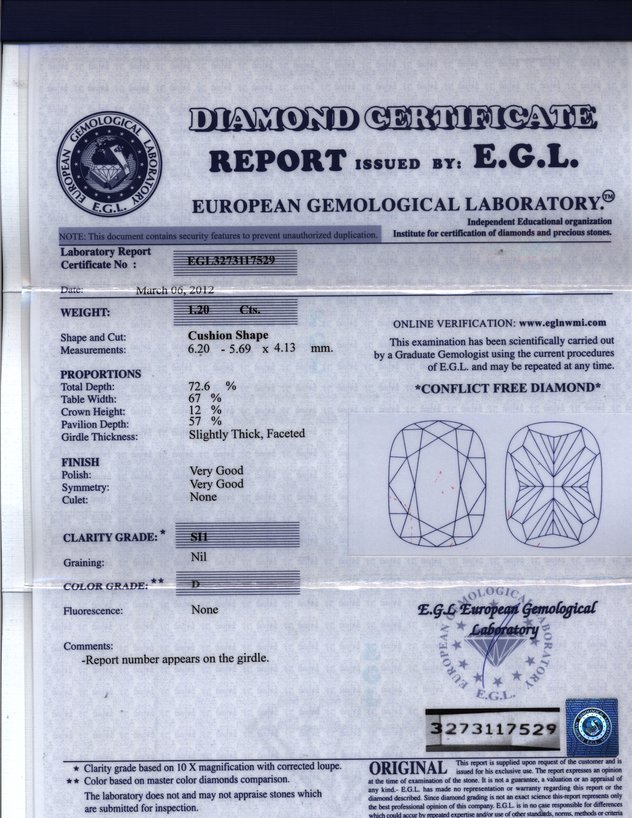 DIAMOND CERTIFICATE
REPORT ISSUED BY: E.G.L.
EUROPEAN GEMOLOGICAL LABORATORY.™
EUROPEAN GEMOLOGICAL LABORATORY
E.G.L.
Independent Educational organization
Institute for certification of diamonds and precious stones.
NOTE: This document contains security features to prevent unauthorized duplication.
Laboratory Report
Certificate No : EGL3273117529
Date: March 06, 2012
WEIGHT: 1.20 Cts.
Shape and Cut: Cushion Shape
Measurements: 6.20 - 5.69 x 4.13 mm.
PROPORTIONS
Total Depth: 72.6 %
Table Width: 67 %
Crown Height: 12 %
Pavilion Depth: 57 %
Girdle Thickness: Slightly Thick, Faceted
FINISH
Polish: Very Good
Symmetry: Very Good
Culet: None
CLARITY GRADE: * SI1
Graining: Nil
COLOR GRADE: ** D
Fluorescence: None
Comments:
-Report number appears on the girdle.
ONLINE VERIFICATION: www.eglnwmi.com
This examination has been scientifically carried out
by a Graduate Gemologist using the current procedures
of E.G.L. and may be repeated at any time.
*CONFLICT FREE DIAMOND*
EUROPEAN GEMOLOGICAL LABORATORY
E.G.L European Gemological
Laboratory
E.G.L.
3273117529
★ Clarity grade based on 10 X magnification with corrected loupe.
★★ Color based on master color diamonds comparison.
The laboratory does not and may not appraise stones which
are submitted for inspection.
ORIGINAL This report is supplied upon request of the customer and is
issued for his exclusive use. The report expresses an opinion
at the time of examination of the stone. It is not a guarantee, a valuation or an appraisal of
any kind.- E.G.L. has made no representation or warranty regarding this report or the
diamond described. Since diamond grading is not an exact science this-report represents only
the best professional opinion of this company. E.G.L. is in no case responsible for differences
which could accur by repeated expertise and/or use of other standards, norms, methods or criteria